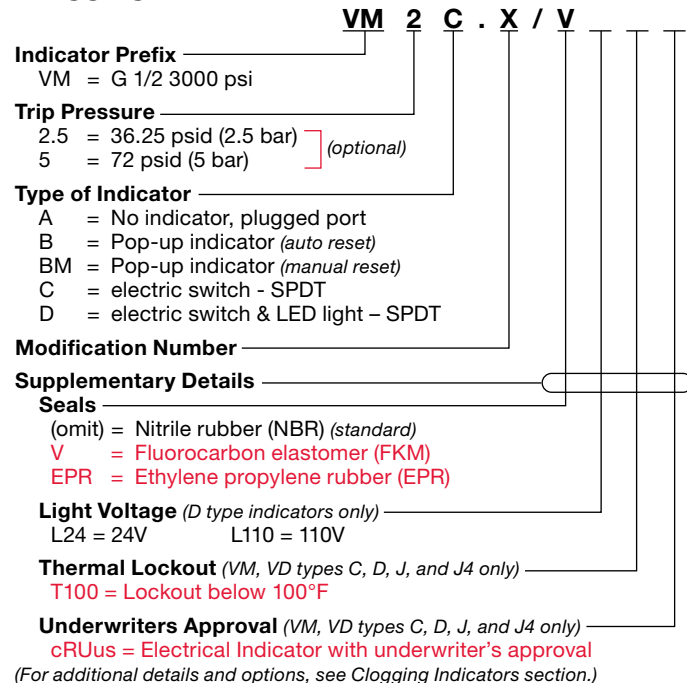 VM 2 C . X / V
Indicator Prefix
VM = G 1/2 3000 psi
Trip Pressure
2.5 = 36.25 psid (2.5 bar)
5 = 72 psid (5 bar)
(optional)
Type of Indicator
A = No indicator, plugged port
B = Pop-up indicator (auto reset)
BM = Pop-up indicator (manual reset)
C = electric switch - SPDT
D = electric switch & LED light – SPDT
Modification Number
Supplementary Details
Seals
(omit) = Nitrile rubber (NBR) (standard)
V = Fluorocarbon elastomer (FKM)
EPR = Ethylene propylene rubber (EPR)
Light Voltage (D type indicators only)
L24 = 24V L110 = 110V
Thermal Lockout (VM, VD types C, D, J, and J4 only)
T100 = Lockout below 100°F
Underwriters Approval (VM, VD types C, D, J, and J4 only)
cRUus = Electrical Indicator with underwriter's approval
(For additional details and options, see Clogging Indicators section.)